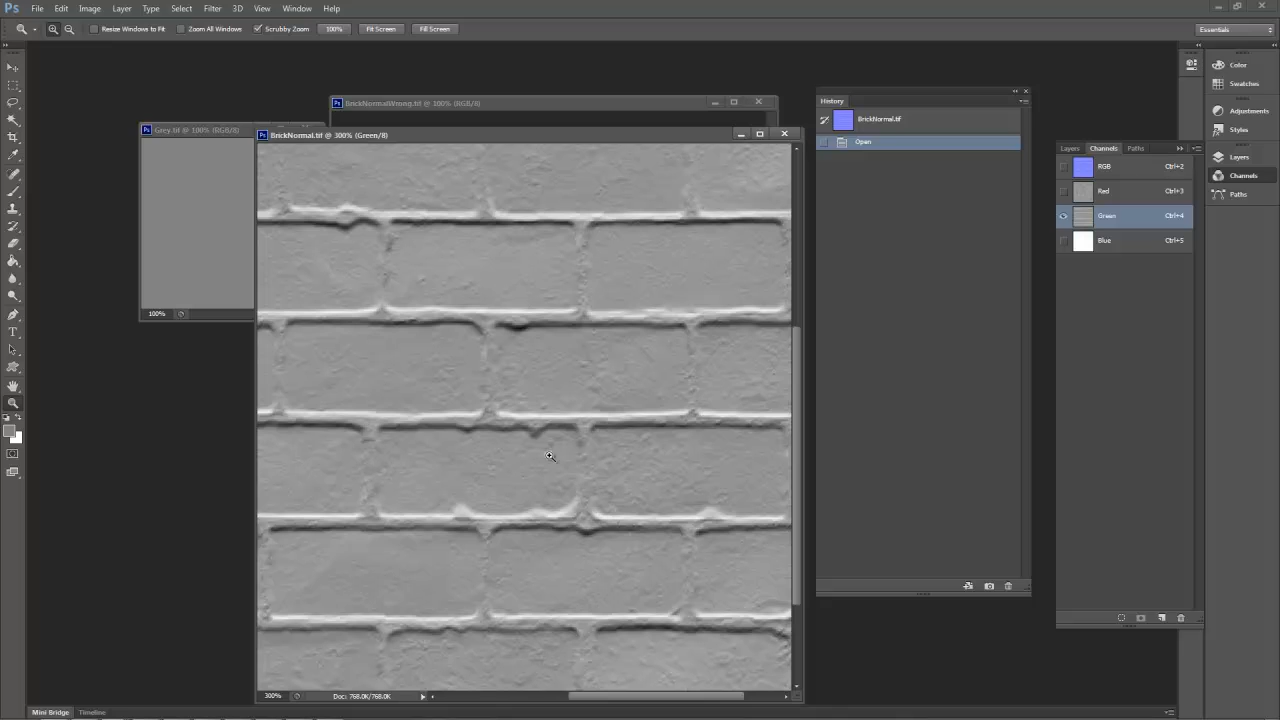 Ps File Edit Image Layer Type Select Filter 3D View Window Help
Resize Windows to Fit Zoom All Windows Scrubby Zoom 100% Fit Screen Fill Screen Essentials
BrickNormalWrong.tif @ 100% (RGB/8)
Grey.tif @ 100% (RGB/8)
BrickNormal.tif @ 300% (Green/8)
100%
300% Doc: 768.0K/768.0K
History
BrickNormal.tif
Open
Layers Channels Paths
RGB Ctrl+2
Red Ctrl+3
Green Ctrl+4
Blue Ctrl+5
Color
Swatches
Adjustments
Styles
Layers
Channels
Paths
Mini Bridge Timeline